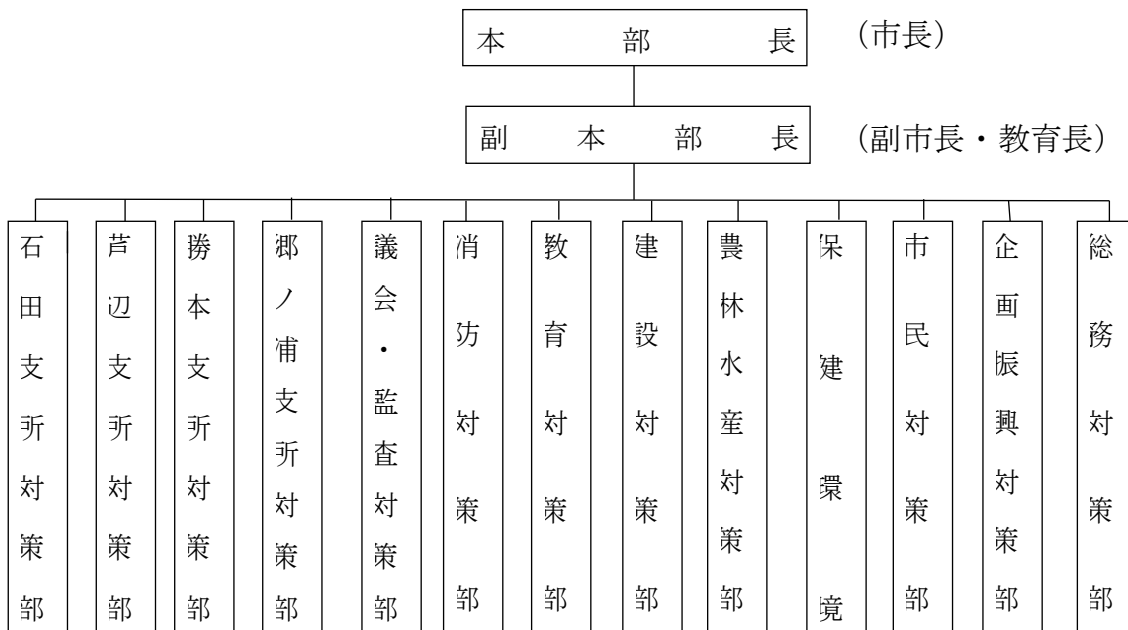 本部長
(市長)
副本部長
(副市長・教育長)
石田支所対策部
芦辺支所対策部
勝本支所対策部
郷ノ浦支所対策部
議会・監査対策部
消防対策部
教育対策部
建設対策部
農林水産対策部
保健環境
市民対策部
企画振興対策部
総務対策部